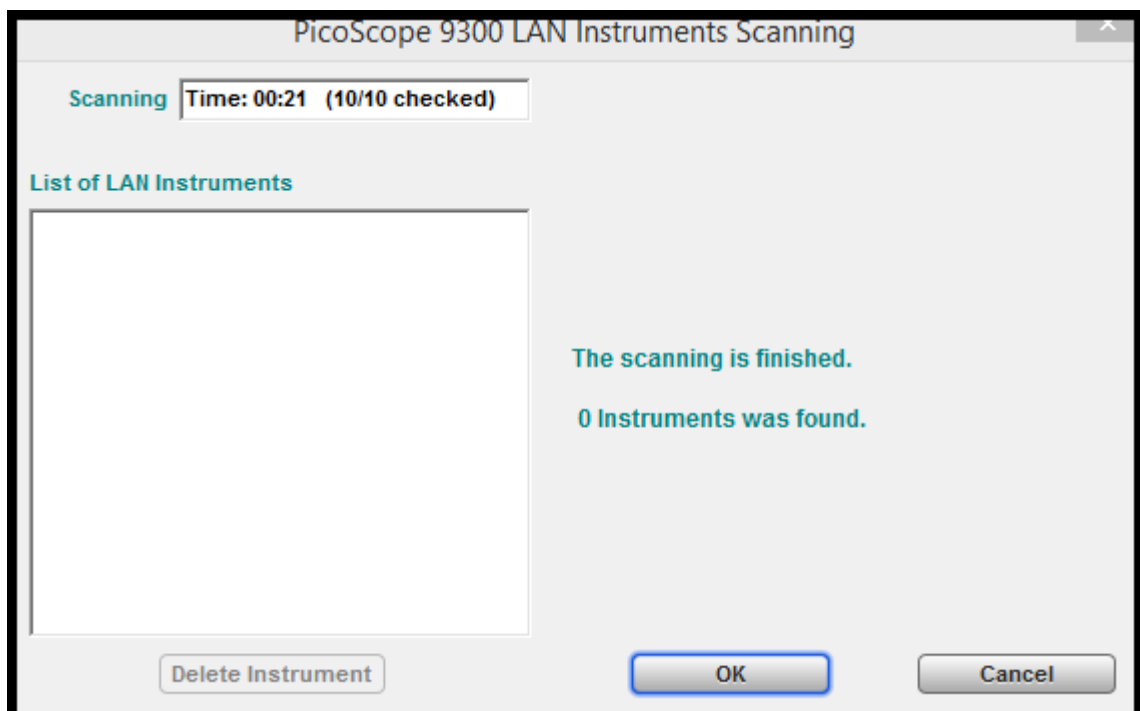 PicoScope 9300 LAN Instruments Scanning
Scanning Time: 00:21 (10/10 checked)
List of LAN Instruments
The scanning is finished.
0 Instruments was found.
Delete Instrument OK Cancel